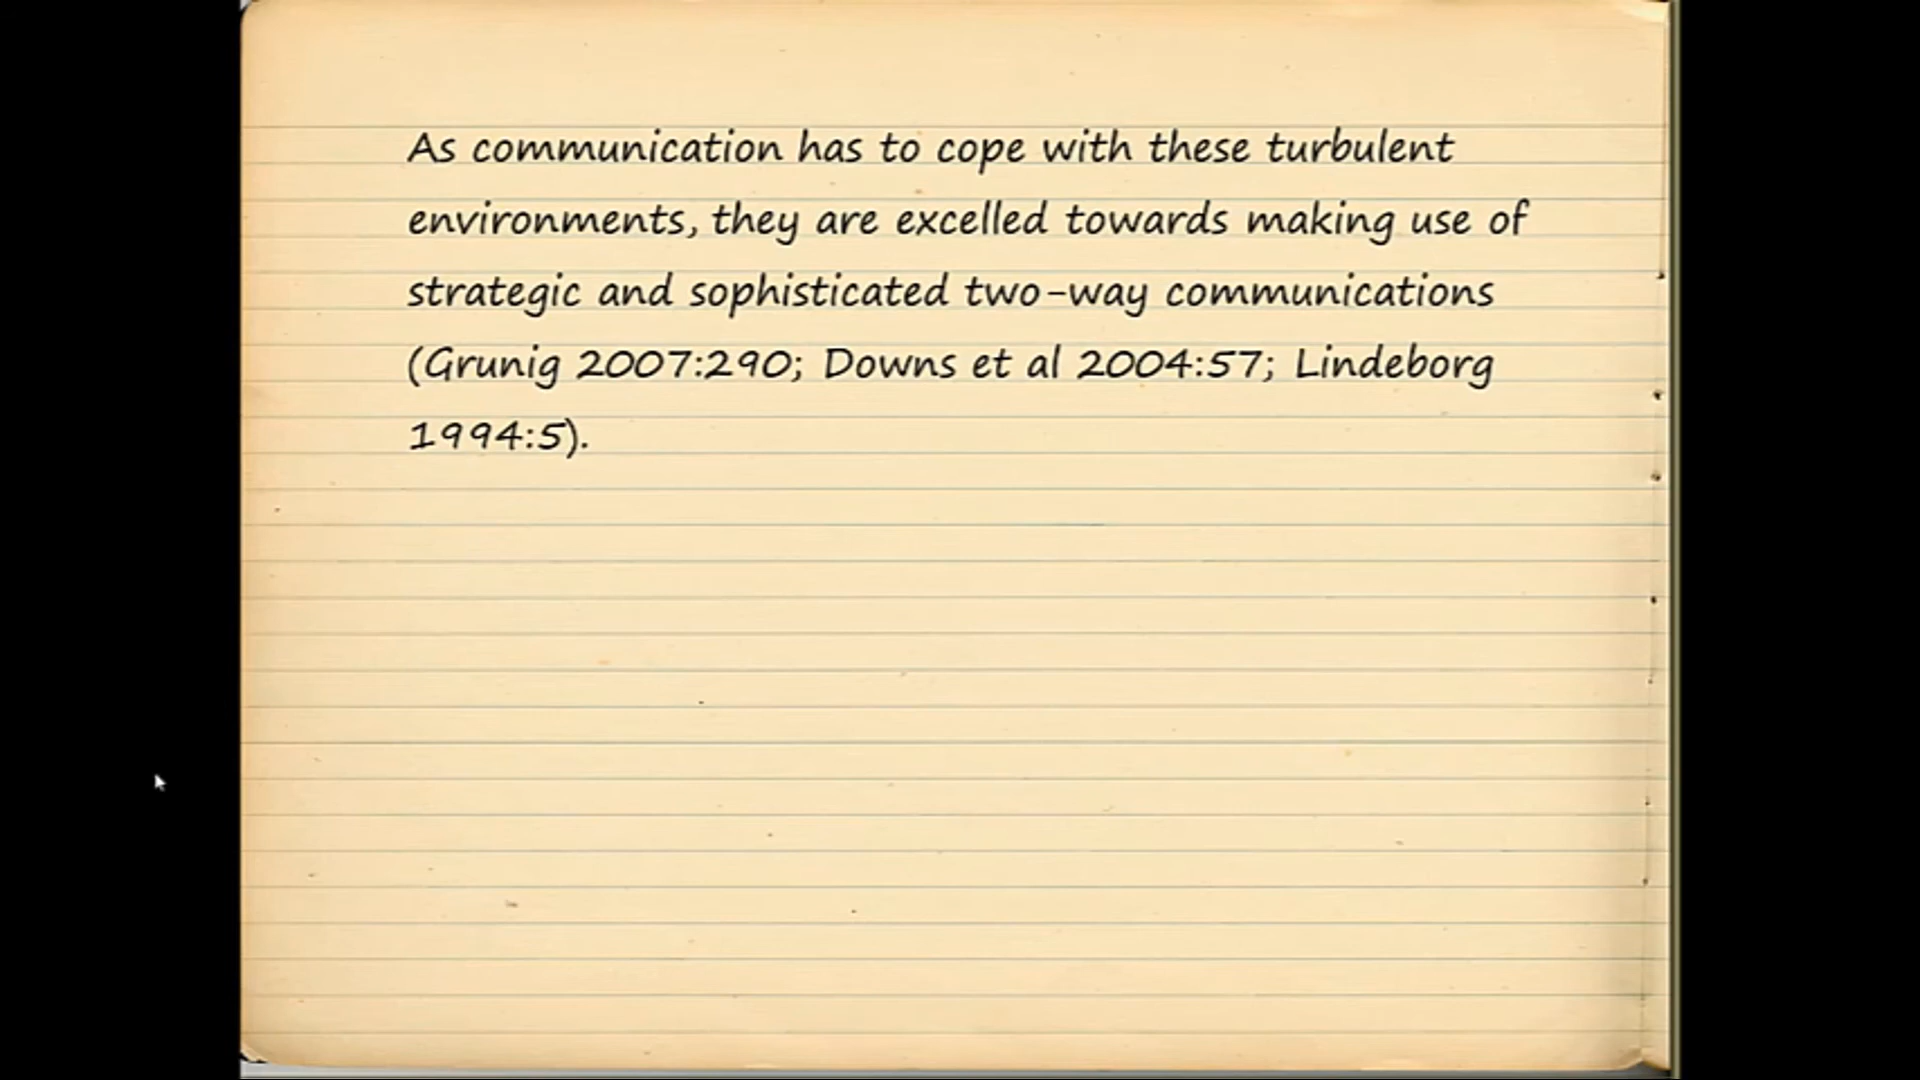 As communication has to cope with these turbulent
environments, they are excelled towards making use of
strategic and sophisticated two-way communications
(Grunig 2007:290; Downs et al 2004:57; Lindeborg
1994:5).